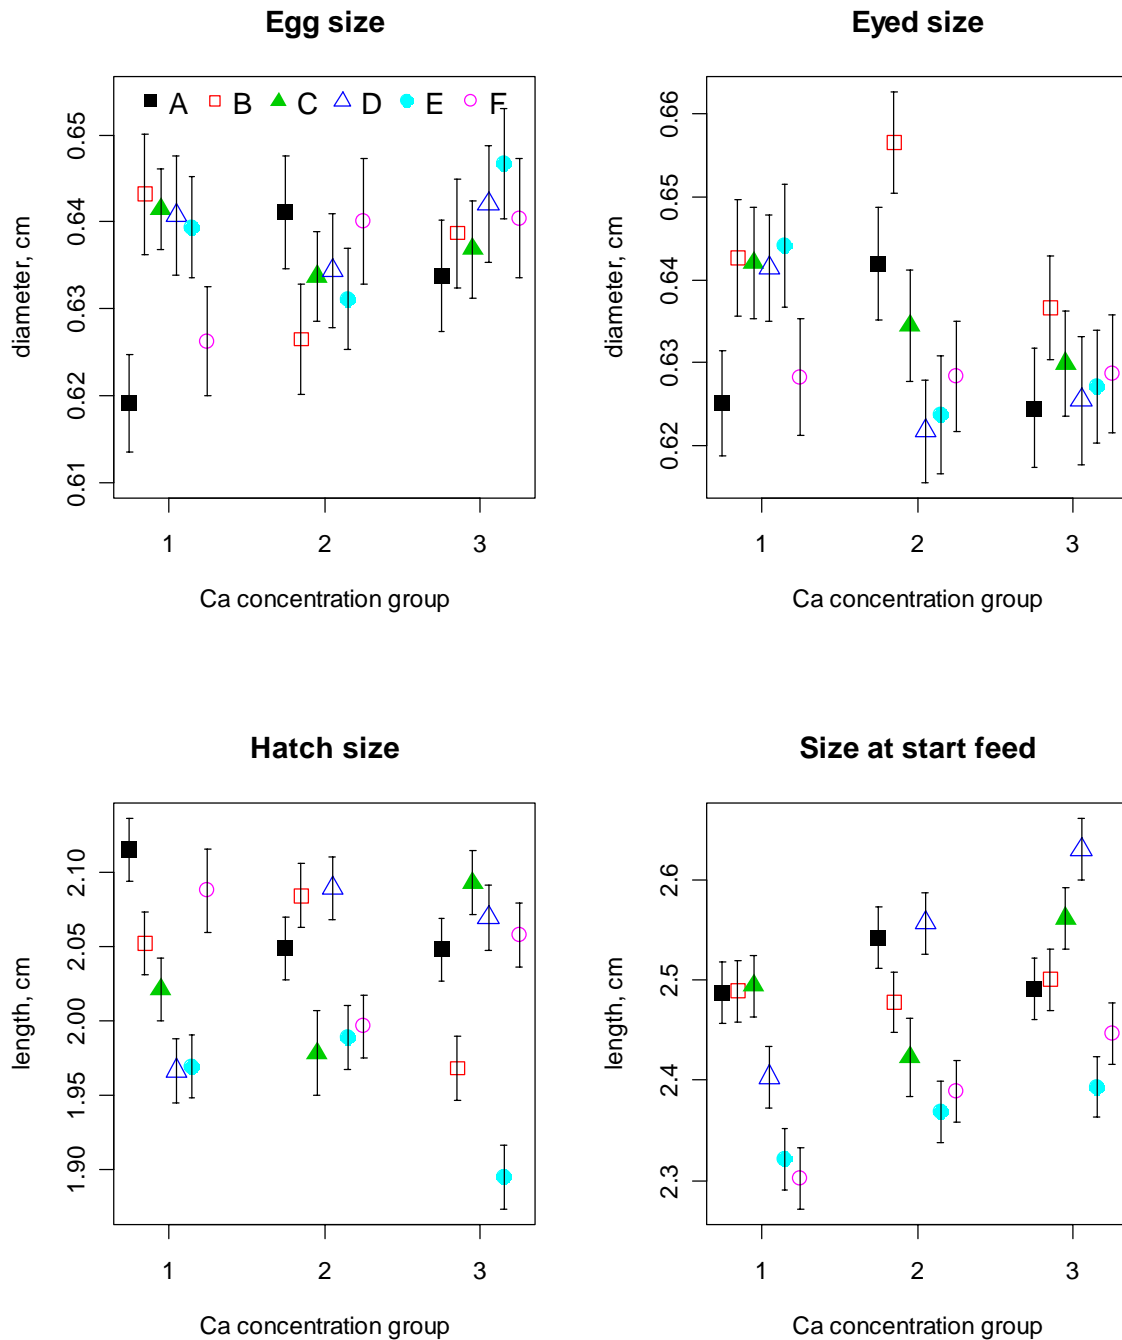 Egg size
A B C D E F
0.65
0.64
0.63
0.62
0.61
diameter, cm
1 2 3
Ca concentration group
Eyed size
0.66
0.65
0.64
0.63
0.62
diameter, cm
1 2 3
Ca concentration group
Hatch size
2.10
2.05
2.00
1.95
1.90
length, cm
1 2 3
Ca concentration group
Size at start feed
2.6
2.5
2.4
2.3
length, cm
1 2 3
Ca concentration group